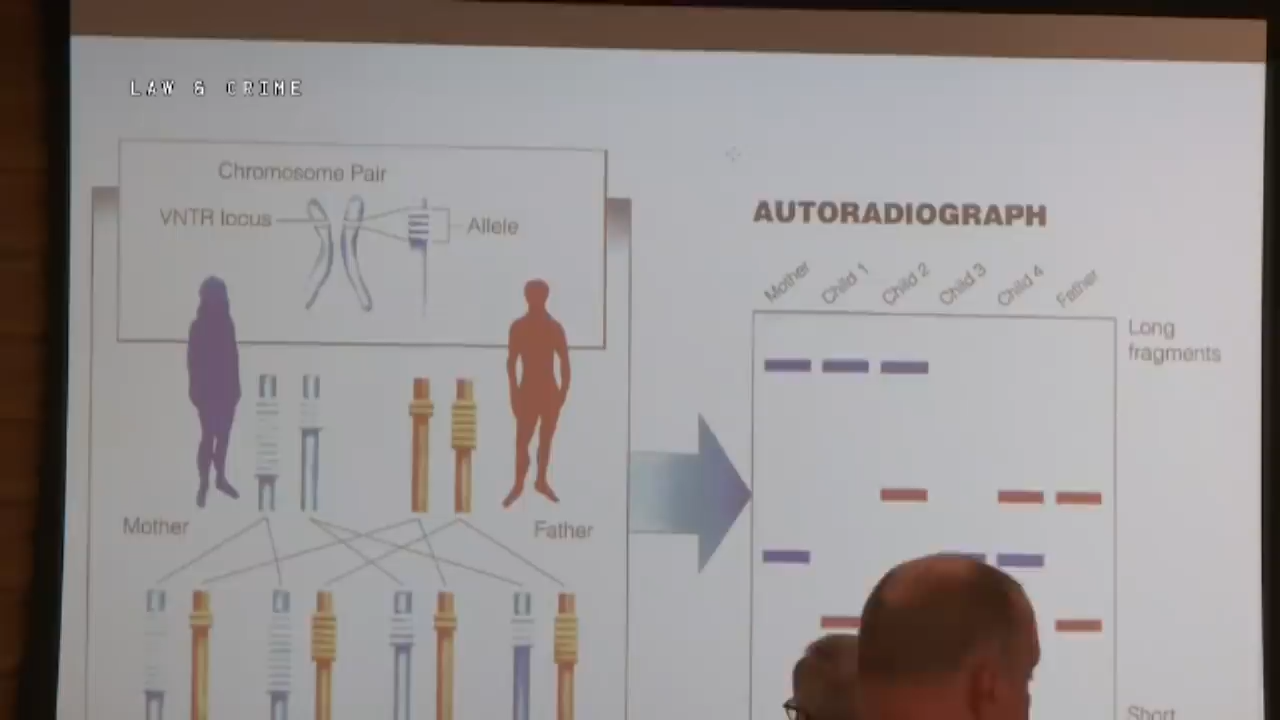 LAW & CRIME
Chromosome Pair
VNTR locus
Allele
Mother
Father
AUTORADIOGRAPH
Mother
Child 1
Child 2
Child 3
Child 4
Father
Long
fragments
Short